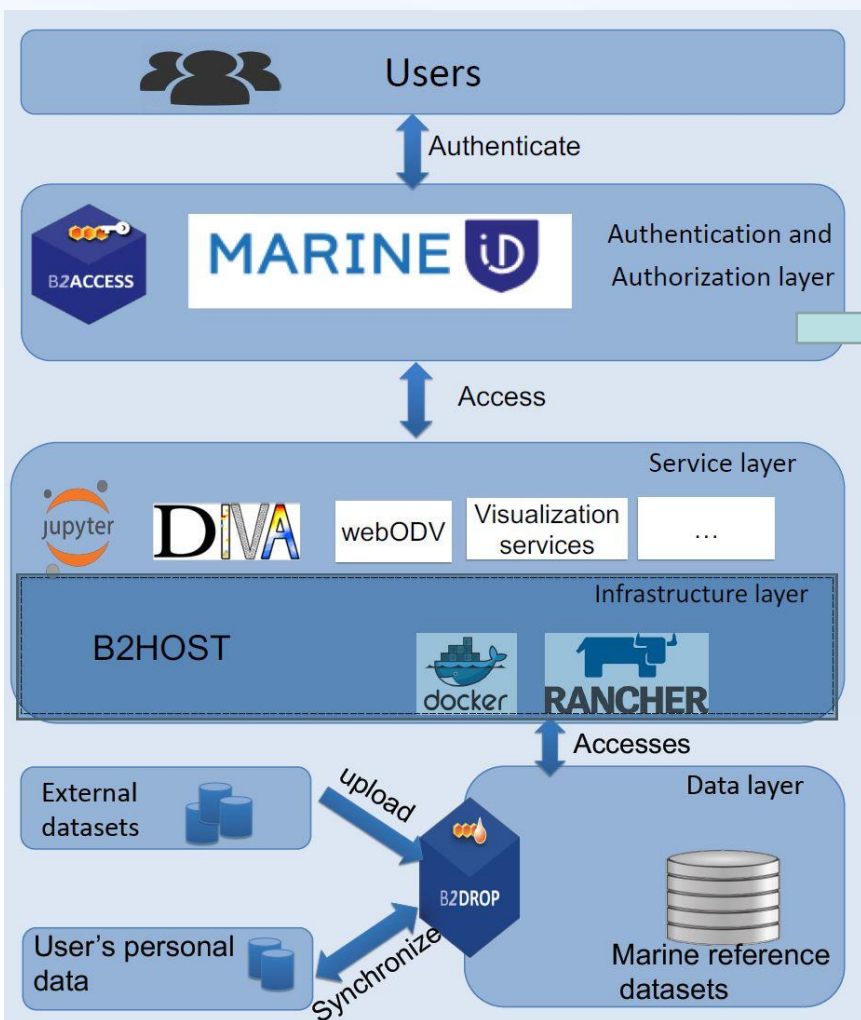 Users
Authenticate
B2ACCESS
MARINE iD
Authentication and
Authorization layer
Access
Service layer
jupyter
DIVA
webODV
Visualization
services
...
Infrastructure layer
B2HOST
docker
RANCHER
Accesses
External
datasets
upload
Data layer
B2DROP
User's personal
data
Synchronize
Marine reference
datasets